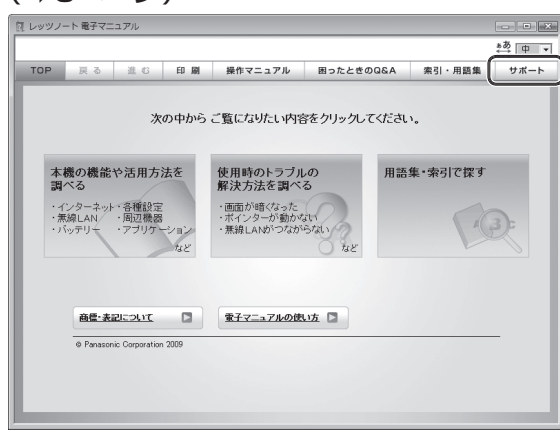 レッツノート 電子マニュアル
あ あ 中
TOP 戻る 進む 印刷 操作マニュアル 困ったときのQ&A 索引・用語集 サポート
次の中から ご覧になりたい内容をクリックしてください。
本機の機能や活用方法を
調べる
・インターネット・各種設定
・無線LAN ・周辺機器
・バッテリー ・アプリケーション
など
使用時のトラブルの
解決方法を調べる
・画面が暗くなった
・ポインターが動かない
・無線LANがつながらない
など
用語集・索引で探す
商標・表記について
電子マニュアルの使い方
© Panasonic Corporation 2009